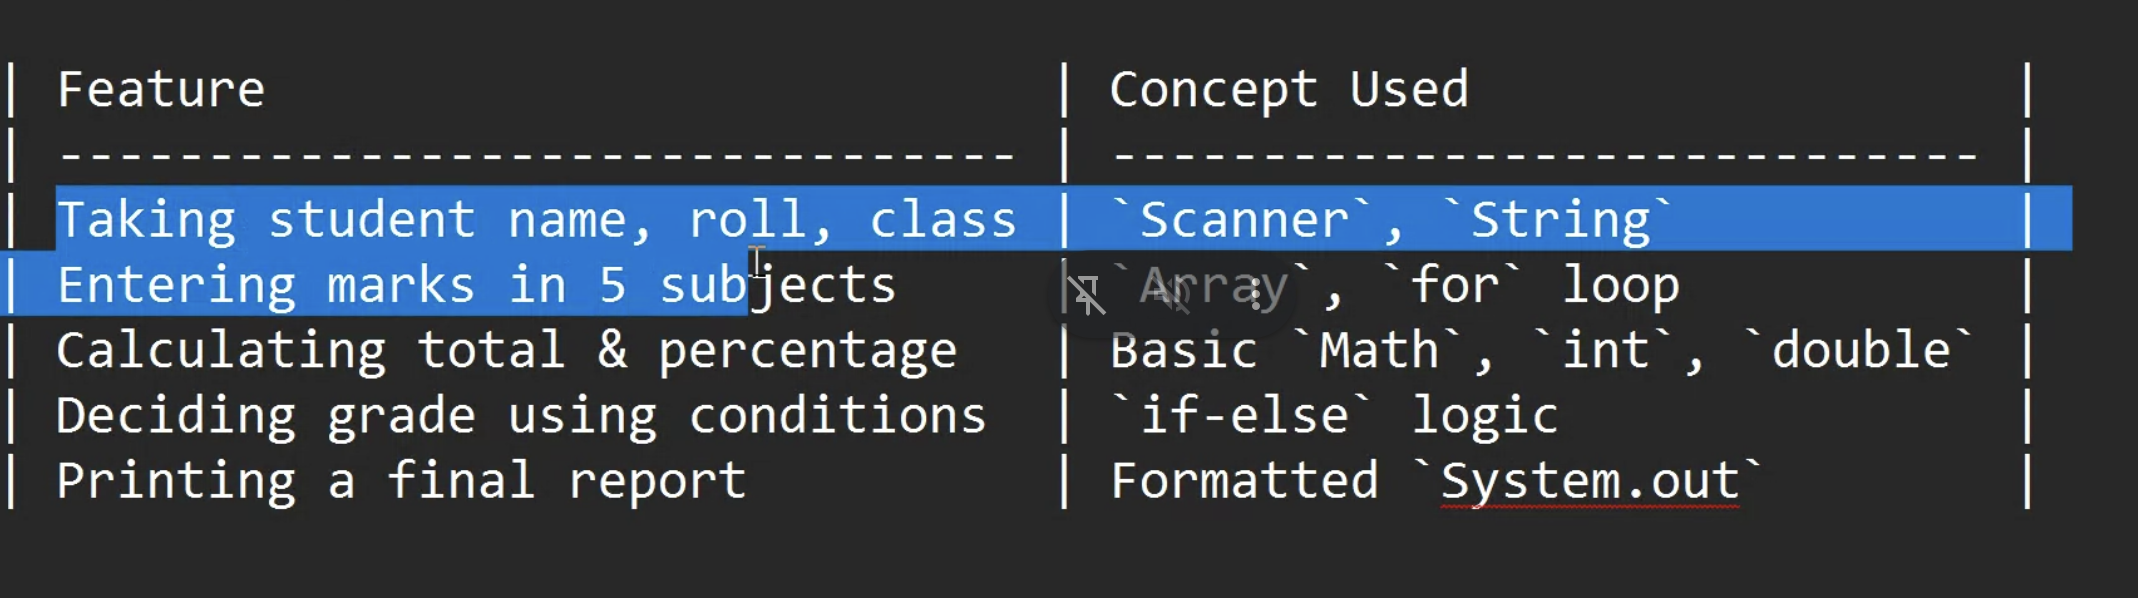 | Feature | Concept Used |
| -------------------------------- | ----------------------------- |
| Taking student name, roll, class | `Scanner`, `String` |
| Entering marks in 5 subjects | `Array`, `for` loop |
| Calculating total & percentage | Basic `Math`, `int`, `double` |
| Deciding grade using conditions | `if-else` logic |
| Printing a final report | Formatted `System.out` |